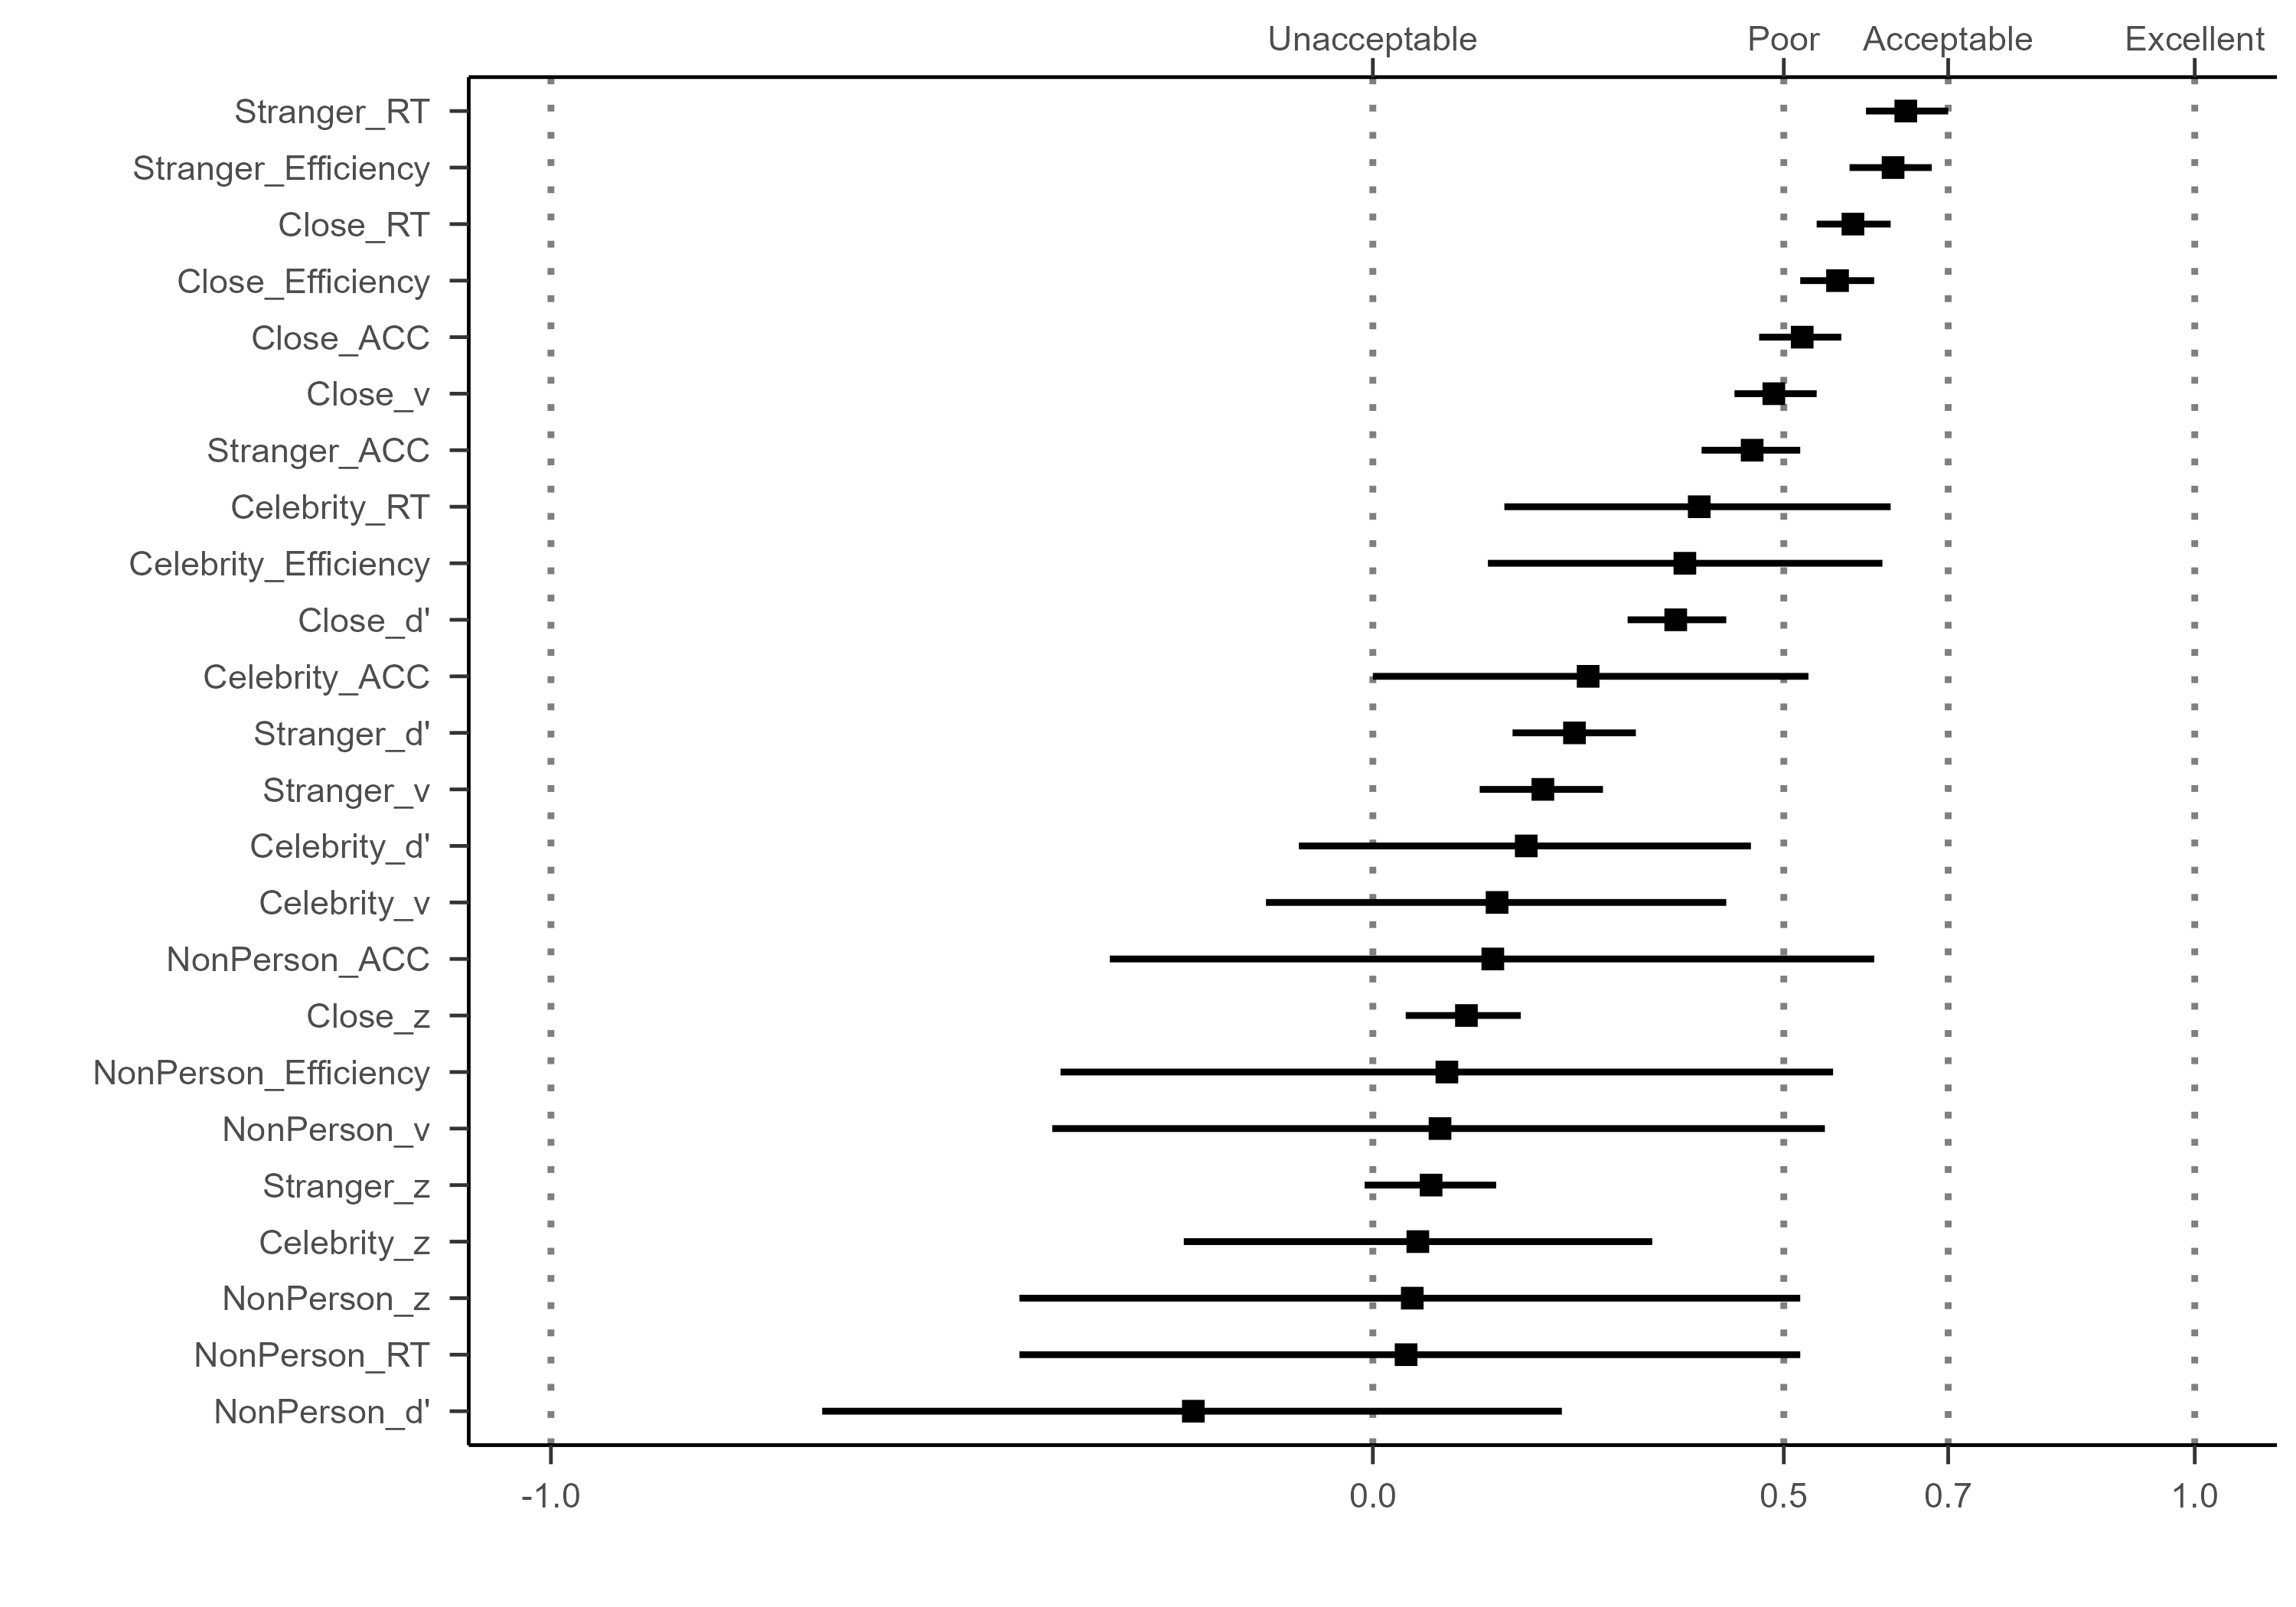 Unacceptable Poor Acceptable Excellent
Stranger_RT
Stranger_Efficiency
Close_RT
Close_Efficiency
Close_ACC
Close_v
Stranger_ACC
Celebrity_RT
Celebrity_Efficiency
Close_d'
Celebrity_ACC
Stranger_d'
Stranger_v
Celebrity_d'
Celebrity_v
NonPerson_ACC
Close_z
NonPerson_Efficiency
NonPerson_v
Stranger_z
Celebrity_z
NonPerson_z
NonPerson_RT
NonPerson_d'
-1.0 0.0 0.5 0.7 1.0